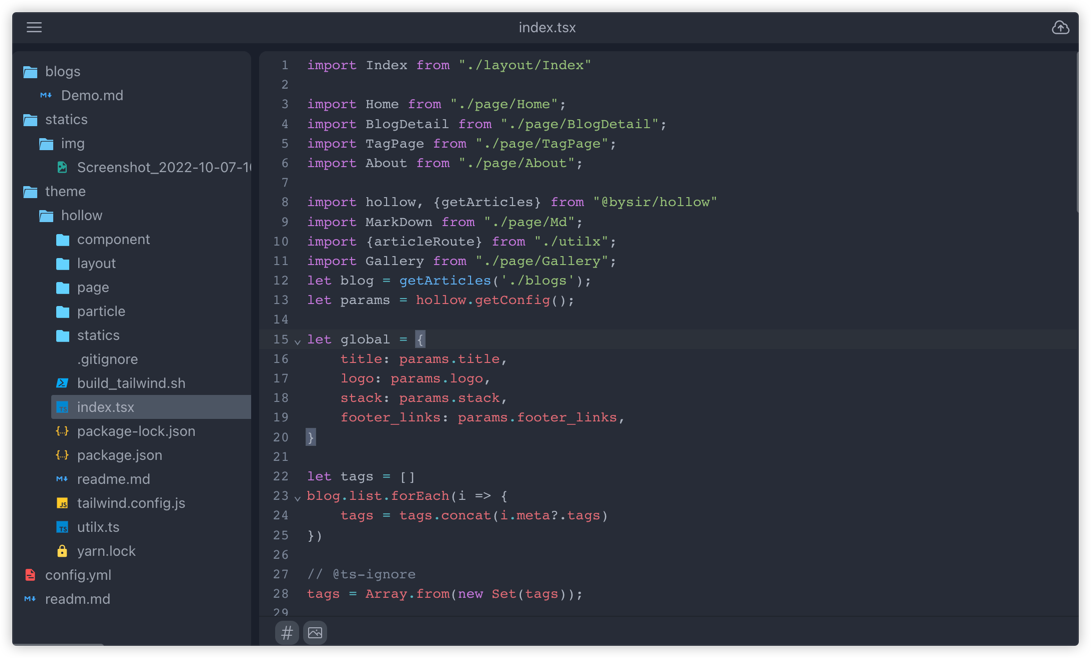 index.tsx
blogs
Demo.md
statics
img
Screenshot_2022-10-07-1
theme
hollow
component
layout
page
particle
statics
.gitignore
build_tailwind.sh
index.tsx
package-lock.json
package.json
readme.md
tailwind.config.js
utilx.ts
yarn.lock
config.yml
readm.md
1 import Index from "./layout/Index"
2
3 import Home from "./page/Home";
4 import BlogDetail from "./page/BlogDetail";
5 import TagPage from "./page/TagPage";
6 import About from "./page/About";
7
8 import hollow, {getArticles} from "@bysir/hollow"
9 import MarkDown from "./page/Md";
10 import {articleRoute} from "./utilx";
11 import Gallery from "./page/Gallery";
12 let blog = getArticles('./blogs');
13 let params = hollow.getConfig();
14
15 let global = {
16     title: params.title,
17     logo: params.logo,
18     stack: params.stack,
19     footer_links: params.footer_links,
20 }
21
22 let tags = []
23 blog.list.forEach(i => {
24     tags = tags.concat(i.meta?.tags)
25 })
26
27 // @ts-ignore
28 tags = Array.from(new Set(tags));
29
#